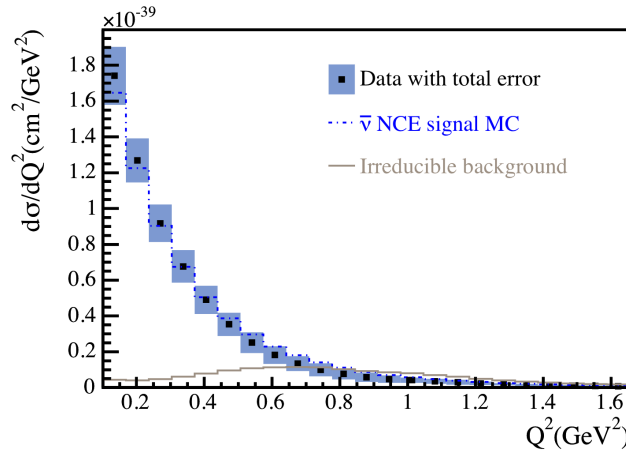 ×10⁻³⁹
dσ/dQ²(cm²/GeV²)
1.8
1.6
1.4
1.2
1
0.8
0.6
0.4
0.2
0
Data with total error
ν̅ NCE signal MC
Irreducible background
0.2 0.4 0.6 0.8 1 1.2 1.4 1.6
Q²(GeV²)